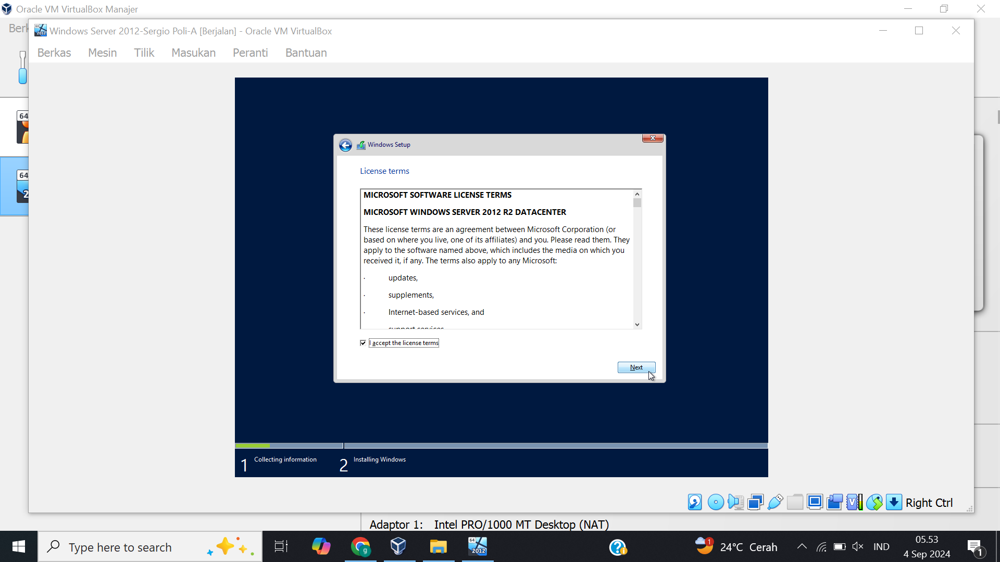 Oracle VM VirtualBox Manajer
Windows Server 2012-Sergio Poli-A [Berjalan] - Oracle VM VirtualBox
Berkas Mesin Tilik Masukan Peranti Bantuan
64
64
2
Windows Setup
License terms
MICROSOFT SOFTWARE LICENSE TERMS
MICROSOFT WINDOWS SERVER 2012 R2 DATACENTER
These license terms are an agreement between Microsoft Corporation (or
based on where you live, one of its affiliates) and you. Please read them. They
apply to the software named above, which includes the media on which you
received it, if any. The terms also apply to any Microsoft:
· updates,
· supplements,
· Internet-based services, and
support services
I accept the license terms
Next
1 Collecting information 2 Installing Windows
Right Ctrl
Adaptor 1: Intel PRO/1000 MT Desktop (NAT)
Type here to search
64
2012
1
24°C Cerah
IND
05.53
4 Sep 2024
1